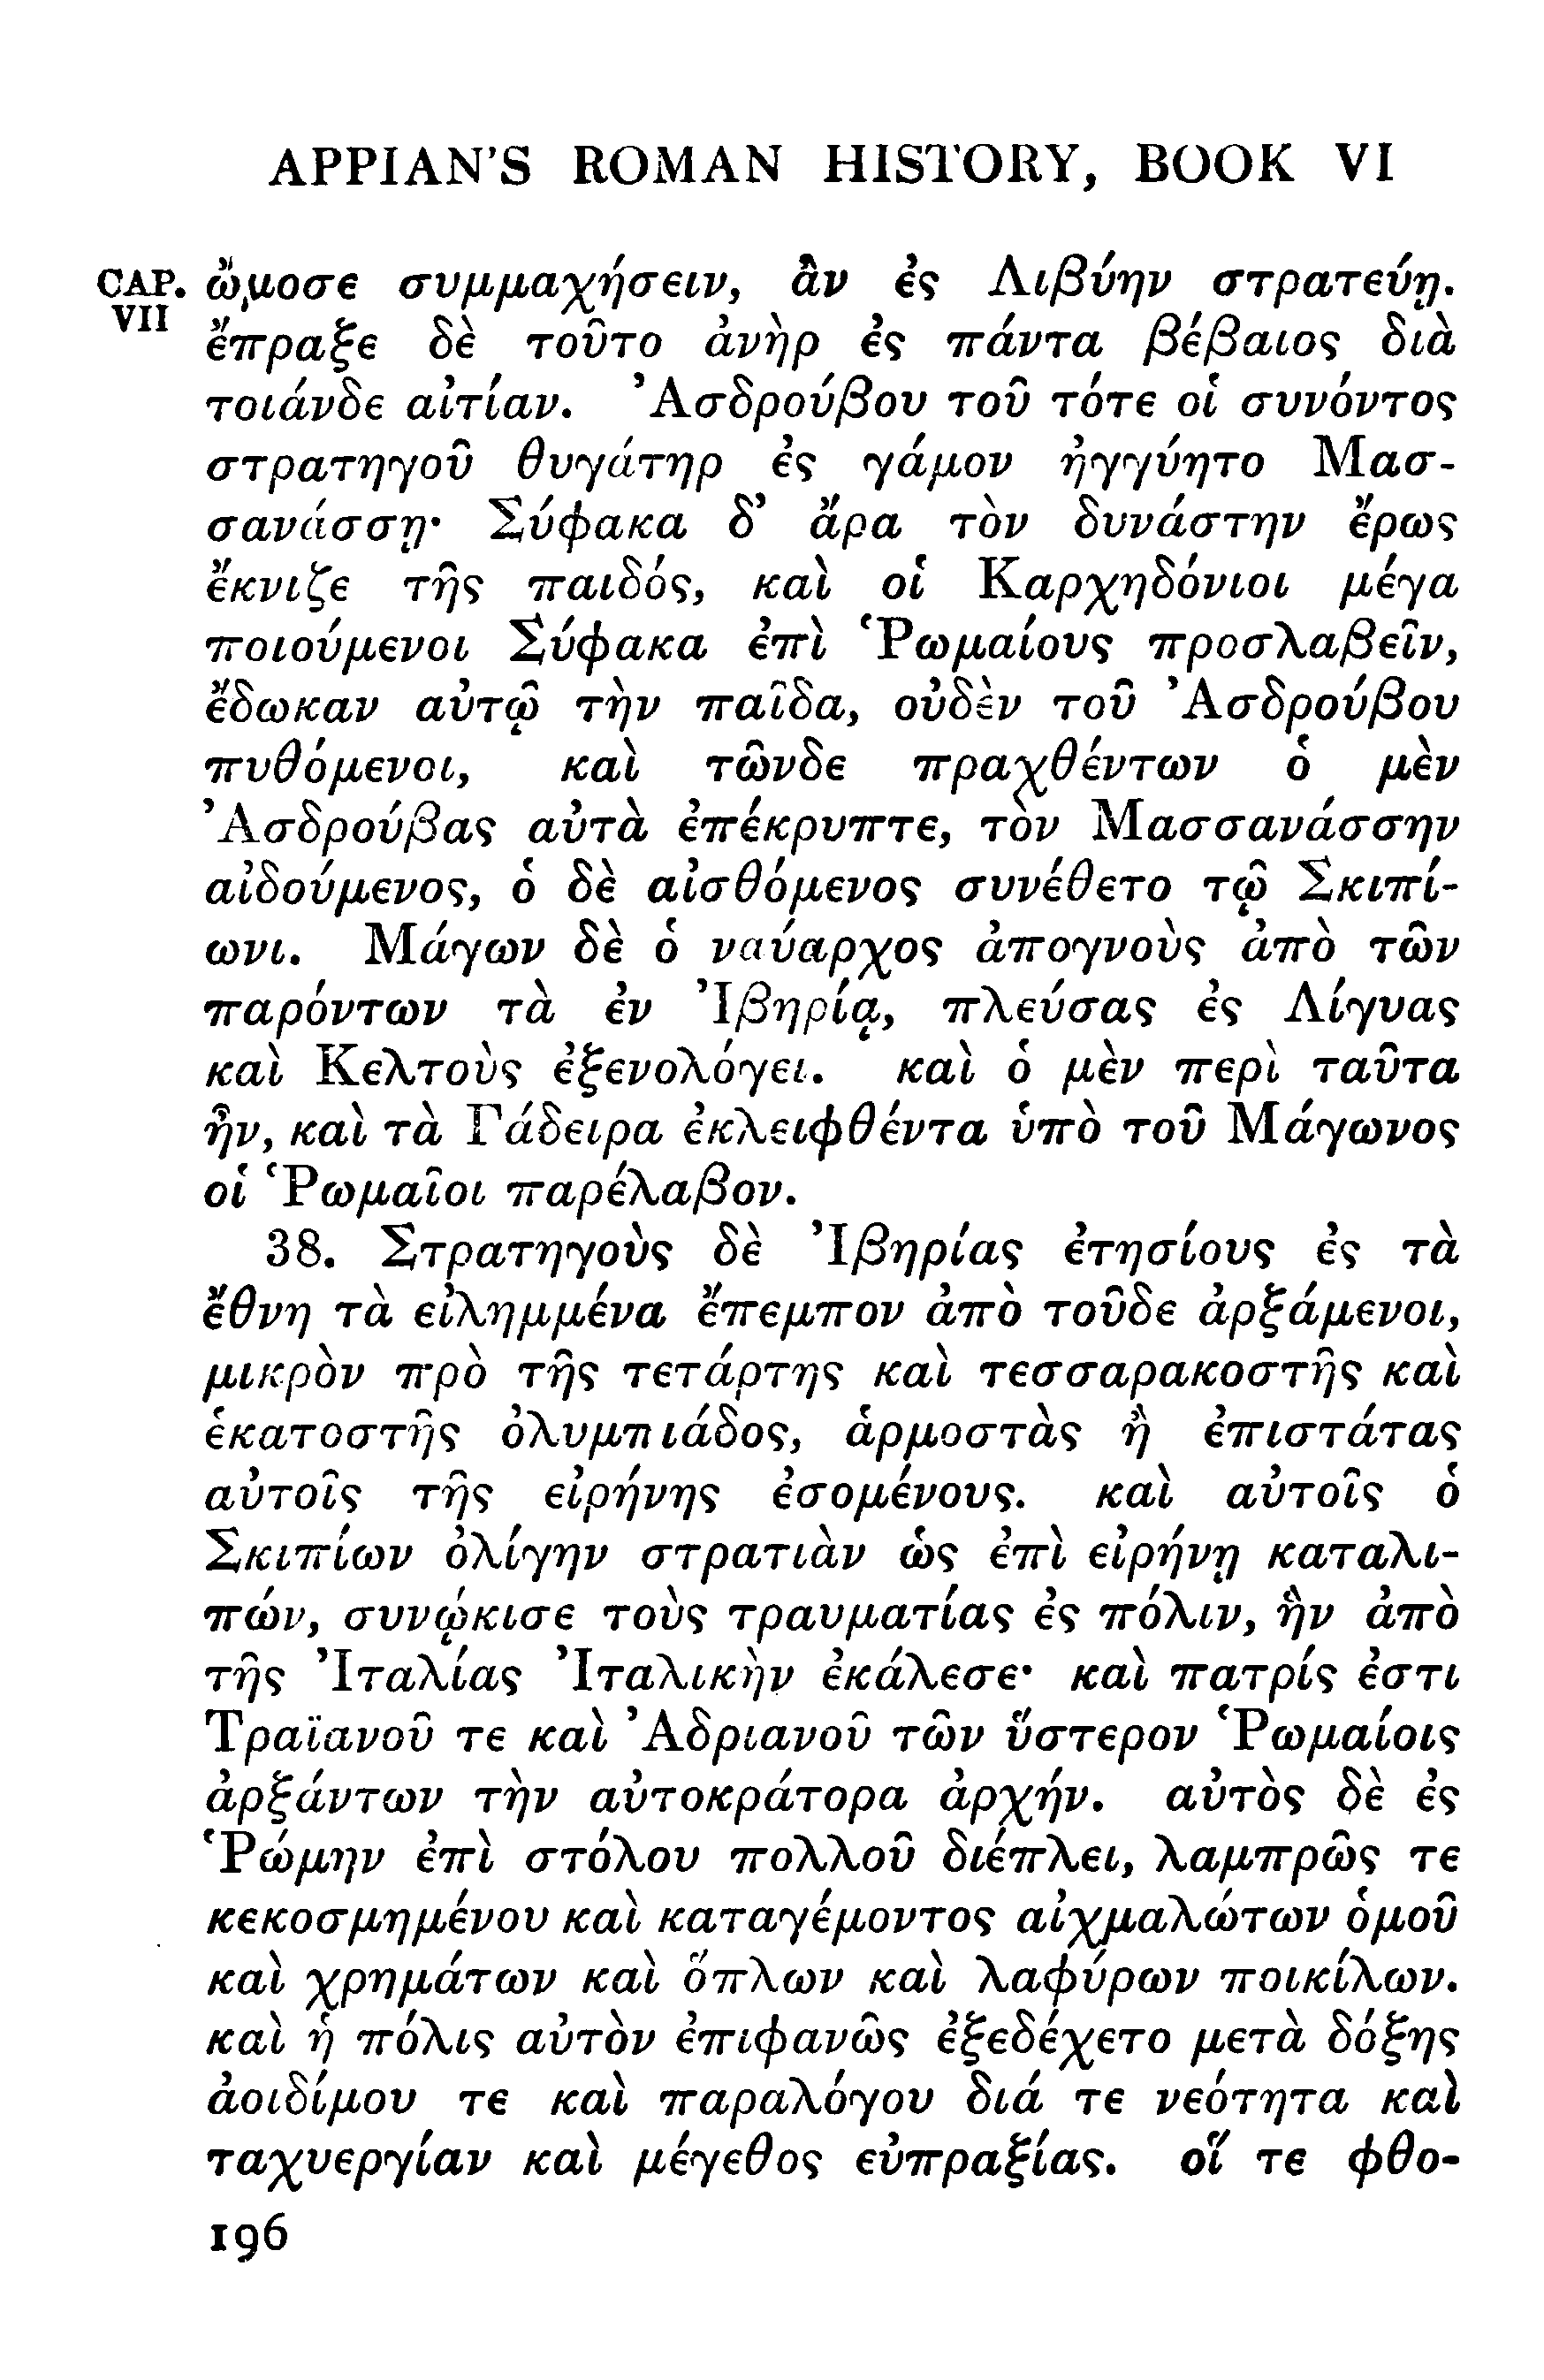 APPIAN'S ROMAN HISTORY, BOOK VI
CAP. VII
ὤμοσε συμμαχήσειν, ἂν ἐς Λιβύην στρατεύῃ.
ἔπραξε δὲ τοῦτο ἀνὴρ ἐς πάντα βέβαιος διὰ
τοιάνδε αἰτίαν. Ἀσδρούβου τοῦ τότε οἱ συνόντος
στρατηγοῦ θυγάτηρ ἐς γάμον ἠγγύητο Μασ-
σανάσσῃ· Σύφακα δ' ἄρα τὸν δυνάστην ἔρως
ἔκνιζε τῆς παιδός, καὶ οἱ Καρχηδόνιοι μέγα
ποιούμενοι Σύφακα ἐπὶ Ῥωμαίους προσλαβεῖν,
ἔδωκαν αὐτῷ τὴν παῖδα, οὐδὲν τοῦ Ἀσδρούβου
πυθόμενοι, καὶ τῶνδε πραχθέντων ὁ μὲν
Ἀσδρούβας αὐτὰ ἐπέκρυπτε, τὸν Μασσανάσσην
αἰδούμενος, ὁ δὲ αἰσθόμενος συνέθετο τῷ Σκιπί-
ωνι. Μάγων δὲ ὁ ναύαρχος ἀπογνοὺς ἀπὸ τῶν
παρόντων τὰ ἐν Ἰβηρίᾳ, πλεύσας ἐς Λίγυας
καὶ Κελτοὺς ἐξενολόγει. καὶ ὁ μὲν περὶ ταῦτα
ἦν, καὶ τὰ Γάδειρα ἐκλειφθέντα ὑπὸ τοῦ Μάγωνος
οἱ Ῥωμαῖοι παρέλαβον.
38. Στρατηγοὺς δὲ Ἰβηρίας ἐτησίους ἐς τὰ
ἔθνη τὰ εἰλημμένα ἔπεμπον ἀπὸ τοῦδε ἀρξάμενοι,
μικρὸν πρὸ τῆς τετάρτης καὶ τεσσαρακοστῆς καὶ
ἑκατοστῆς ὀλυμπιάδος, ἁρμοστὰς ἢ ἐπιστάτας
αὐτοῖς τῆς εἰρήνης ἐσομένους. καὶ αὐτοῖς ὁ
Σκιπίων ὀλίγην στρατιὰν ὡς ἐπὶ εἰρήνῃ καταλι-
πών, συνῴκισε τοὺς τραυματίας ἐς πόλιν, ἣν ἀπὸ
τῆς Ἰταλίας Ἰταλικὴν ἐκάλεσε· καὶ πατρίς ἐστι
Τραϊανοῦ τε καὶ Ἀδριανοῦ τῶν ὕστερον Ῥωμαίοις
ἀρξάντων τὴν αὐτοκράτορα ἀρχήν. αὐτὸς δὲ ἐς
Ῥώμην ἐπὶ στόλου πολλοῦ διέπλει, λαμπρῶς τε
κεκοσμημένου καὶ καταγέμοντος αἰχμαλώτων ὁμοῦ
καὶ χρημάτων καὶ ὅπλων καὶ λαφύρων ποικίλων.
καὶ ἡ πόλις αὐτὸν ἐπιφανῶς ἐξεδέχετο μετὰ δόξης
ἀοιδίμου τε καὶ παραλόγου διά τε νεότητα καὶ
ταχυεργίαν καὶ μέγεθος εὐπραξίας. οἵ τε φθο-
196